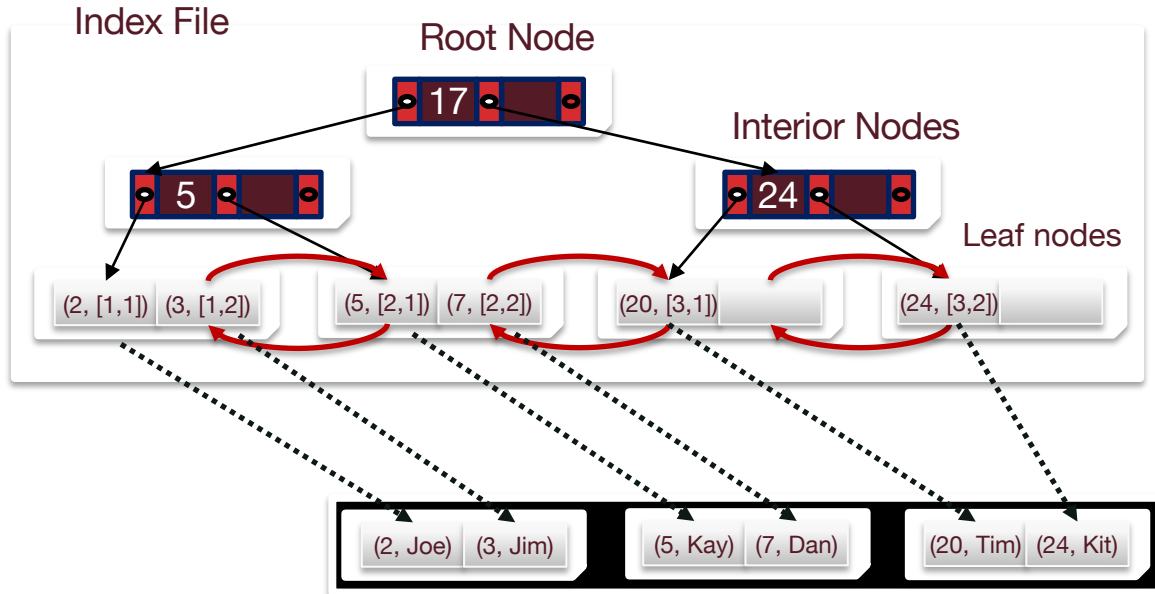 Index File
Root Node
17
Interior Nodes
5
24
Leaf nodes
(2, [1,1]) (3, [1,2]) (5, [2,1]) (7, [2,2]) (20, [3,1]) (24, [3,2])
(2, Joe) (3, Jim) (5, Kay) (7, Dan) (20, Tim) (24, Kit)